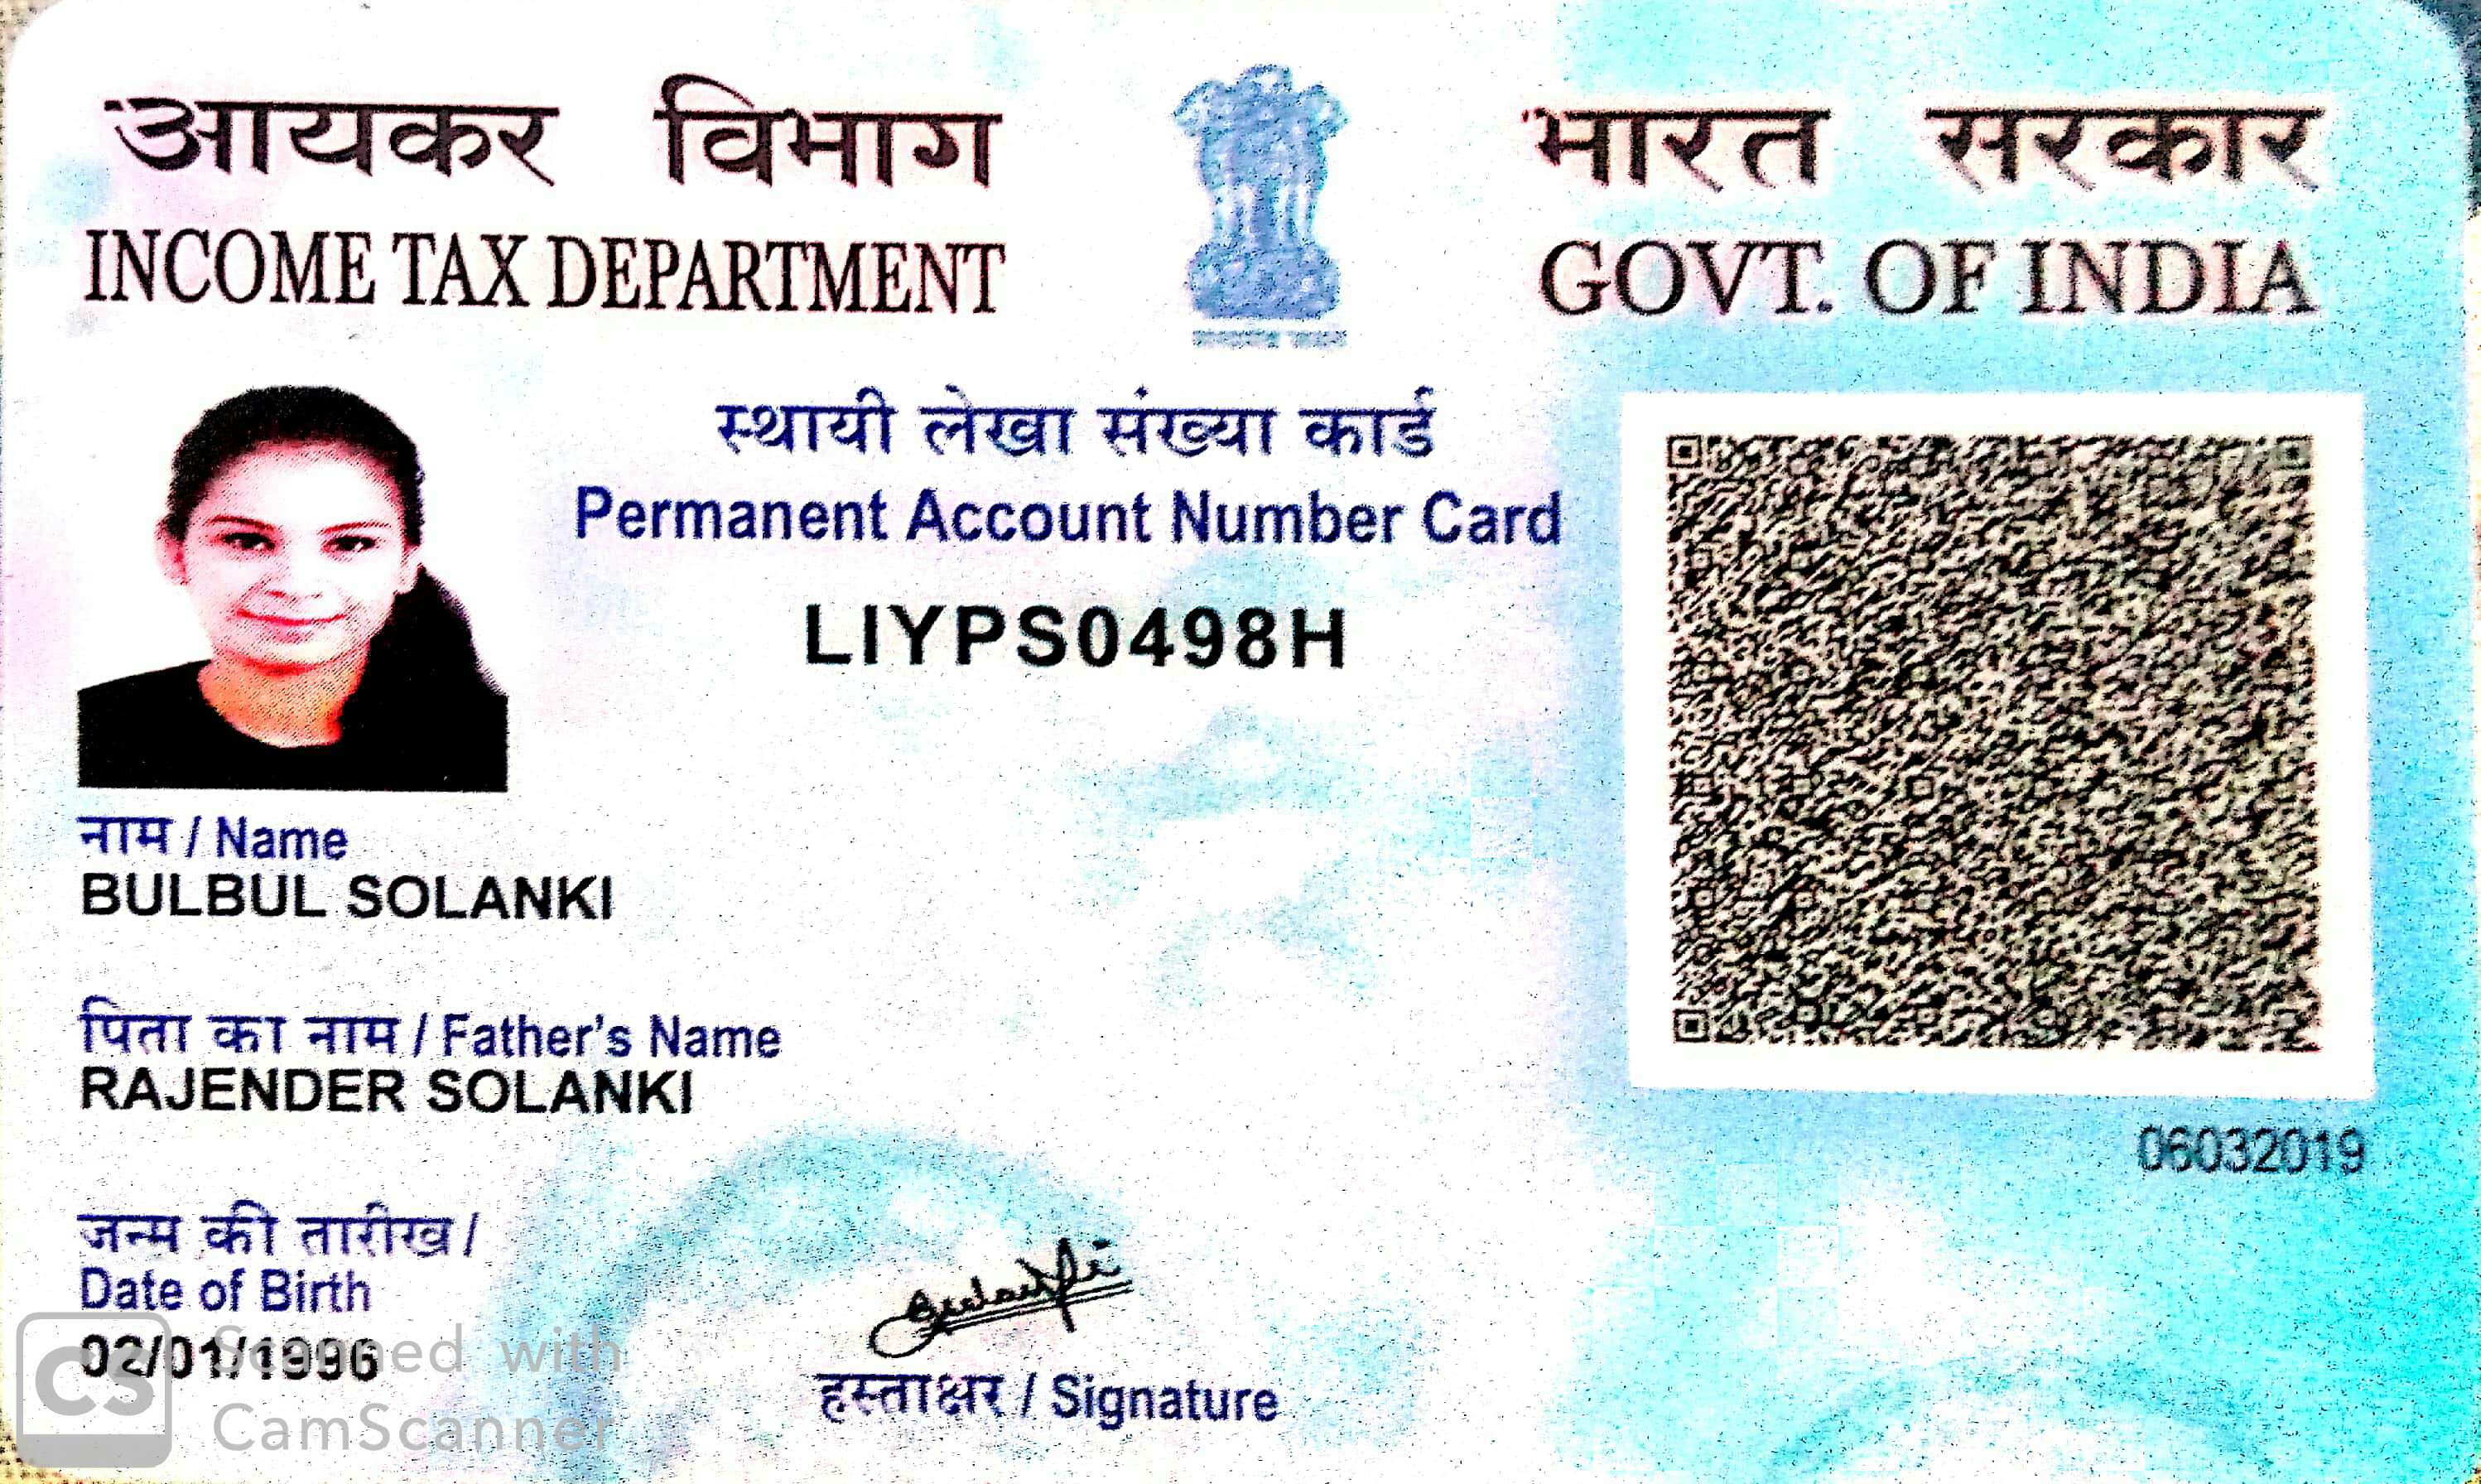 आयकर विभाग
INCOME TAX DEPARTMENT
भारत सरकार
GOVT. OF INDIA
स्थायी लेखा संख्या कार्ड
Permanent Account Number Card
LIYPS0498H
नाम / Name
BULBUL SOLANKI
पिता का नाम / Father's Name
RAJENDER SOLANKI
06032019
जन्म की तारीख /
Date of Birth
02/01/1996
हस्ताक्षर / Signature
CS
Scanned with
CamScanner